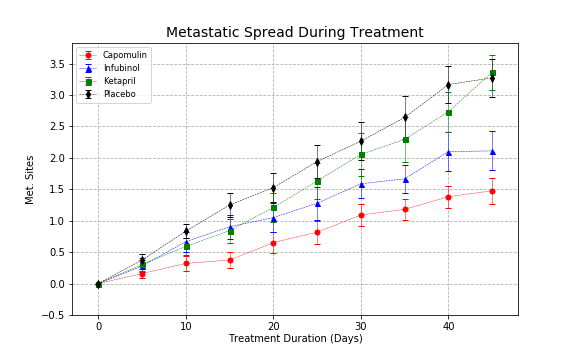 Metastatic Spread During Treatment
Capomulin
Infubinol
Ketapril
Placebo
3.5
3.0
2.5
2.0
1.5
1.0
0.5
0.0
−0.5
Met. Sites
0
10
20
30
40
Treatment Duration (Days)